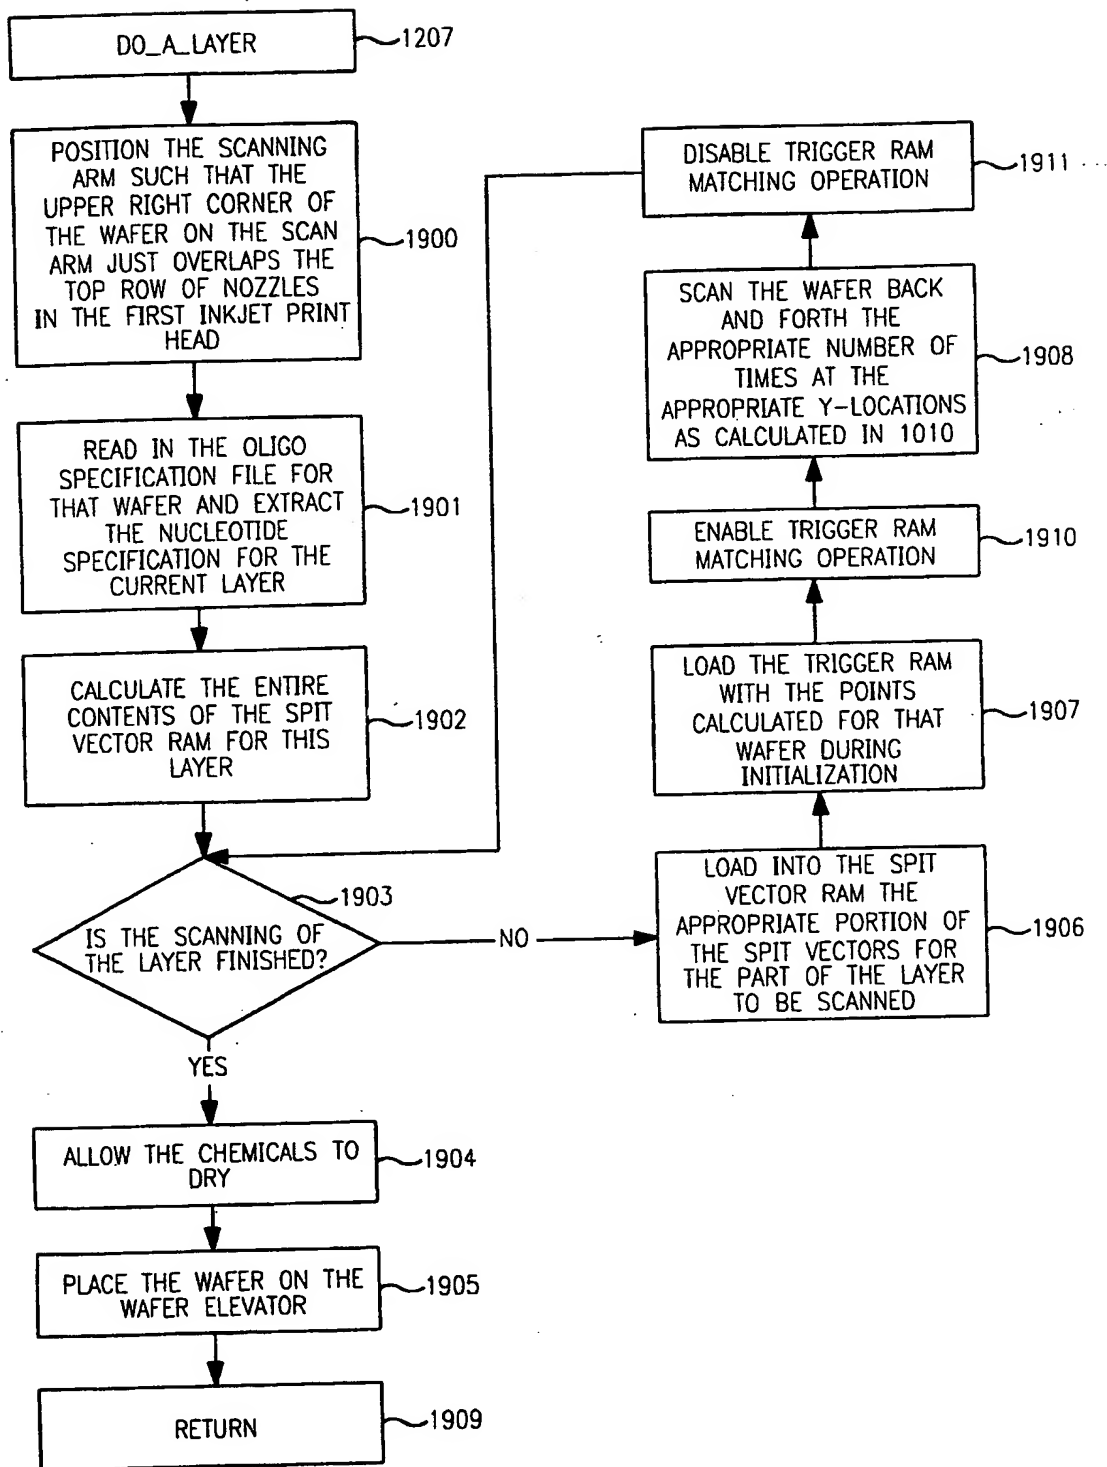 DO_A_LAYER
1207
POSITION THE SCANNING
ARM SUCH THAT THE
UPPER RIGHT CORNER OF
THE WAFER ON THE SCAN
ARM JUST OVERLAPS THE
TOP ROW OF NOZZLES
IN THE FIRST INKJET PRINT
HEAD
1900
READ IN THE OLIGO
SPECIFICATION FILE FOR
THAT WAFER AND EXTRACT
THE NUCLEOTIDE
SPECIFICATION FOR THE
CURRENT LAYER
1901
CALCULATE THE ENTIRE
CONTENTS OF THE SPIT
VECTOR RAM FOR THIS
LAYER
1902
1903
IS THE SCANNING OF
THE LAYER FINISHED?
NO
YES
ALLOW THE CHEMICALS TO
DRY
1904
PLACE THE WAFER ON THE
WAFER ELEVATOR
1905
RETURN
1909
DISABLE TRIGGER RAM
MATCHING OPERATION
1911
SCAN THE WAFER BACK
AND FORTH THE
APPROPRIATE NUMBER OF
TIMES AT THE
APPROPRIATE Y-LOCATIONS
AS CALCULATED IN 1010
1908
ENABLE TRIGGER RAM
MATCHING OPERATION
1910
LOAD THE TRIGGER RAM
WITH THE POINTS
CALCULATED FOR THAT
WAFER DURING
INITIALIZATION
1907
LOAD INTO THE SPIT
VECTOR RAM THE
APPROPRIATE PORTION OF
THE SPIT VECTORS FOR
THE PART OF THE LAYER
TO BE SCANNED
1906